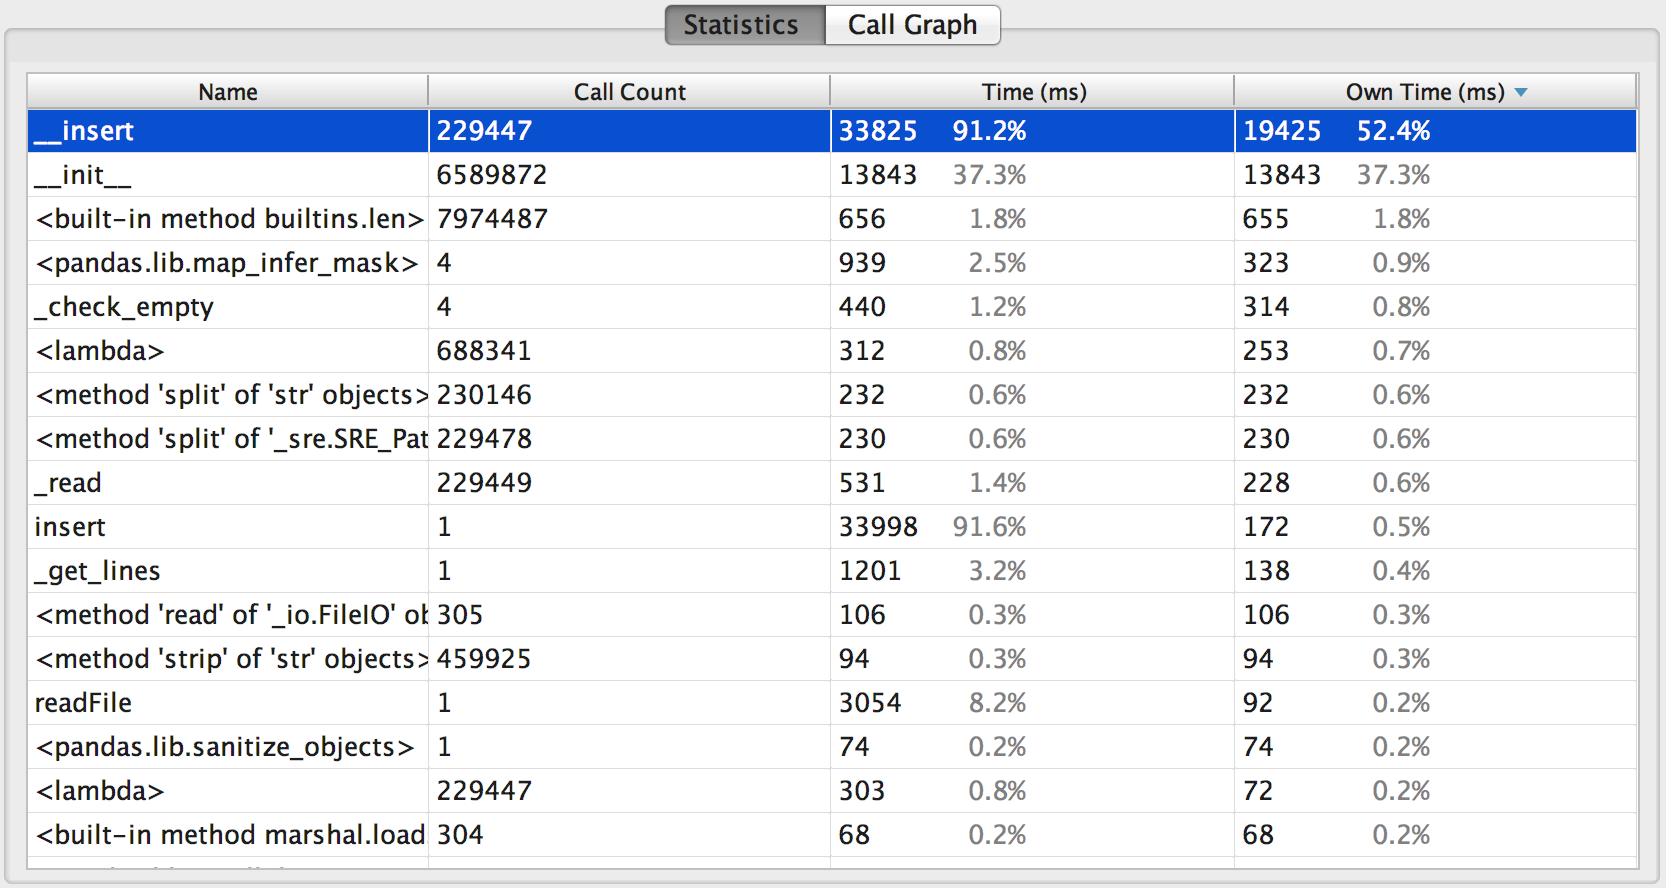 Statistics Call Graph
Name Call Count Time (ms) Own Time (ms)
__insert 229447 33825 91.2% 19425 52.4%
__init__ 6589872 13843 37.3% 13843 37.3%
<built-in method builtins.len> 7974487 656 1.8% 655 1.8%
<pandas.lib.map_infer_mask> 4 939 2.5% 323 0.9%
_check_empty 4 440 1.2% 314 0.8%
<lambda> 688341 312 0.8% 253 0.7%
<method 'split' of 'str' objects> 230146 232 0.6% 232 0.6%
<method 'split' of '_sre.SRE_Pat 229478 230 0.6% 230 0.6%
_read 229449 531 1.4% 228 0.6%
insert 1 33998 91.6% 172 0.5%
_get_lines 1 1201 3.2% 138 0.4%
<method 'read' of '_io.FileIO' ob 305 106 0.3% 106 0.3%
<method 'strip' of 'str' objects> 459925 94 0.3% 94 0.3%
readFile 1 3054 8.2% 92 0.2%
<pandas.lib.sanitize_objects> 1 74 0.2% 74 0.2%
<lambda> 229447 303 0.8% 72 0.2%
<built-in method marshal.load 304 68 0.2% 68 0.2%